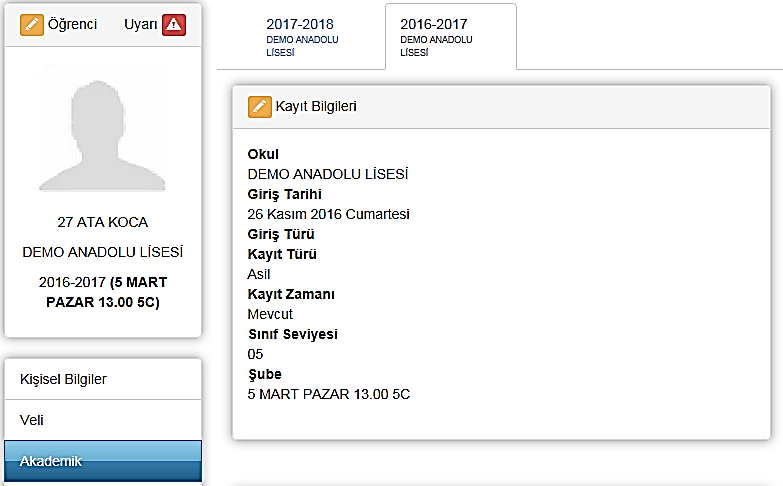 Öğrenci
Uyarı
27 ATA KOCA
DEMO ANADOLU LİSESİ
2016-2017 (5 MART
PAZAR 13.00 5C)
Kişisel Bilgiler
Veli
Akademik
2017-2018
DEMO ANADOLU
LİSESİ
2016-2017
DEMO ANADOLU
LİSESİ
Kayıt Bilgileri
Okul
DEMO ANADOLU LİSESİ
Giriş Tarihi
26 Kasım 2016 Cumartesi
Giriş Türü
Kayıt Türü
Asil
Kayıt Zamanı
Mevcut
Sınıf Seviyesi
05
Şube
5 MART PAZAR 13.00 5C